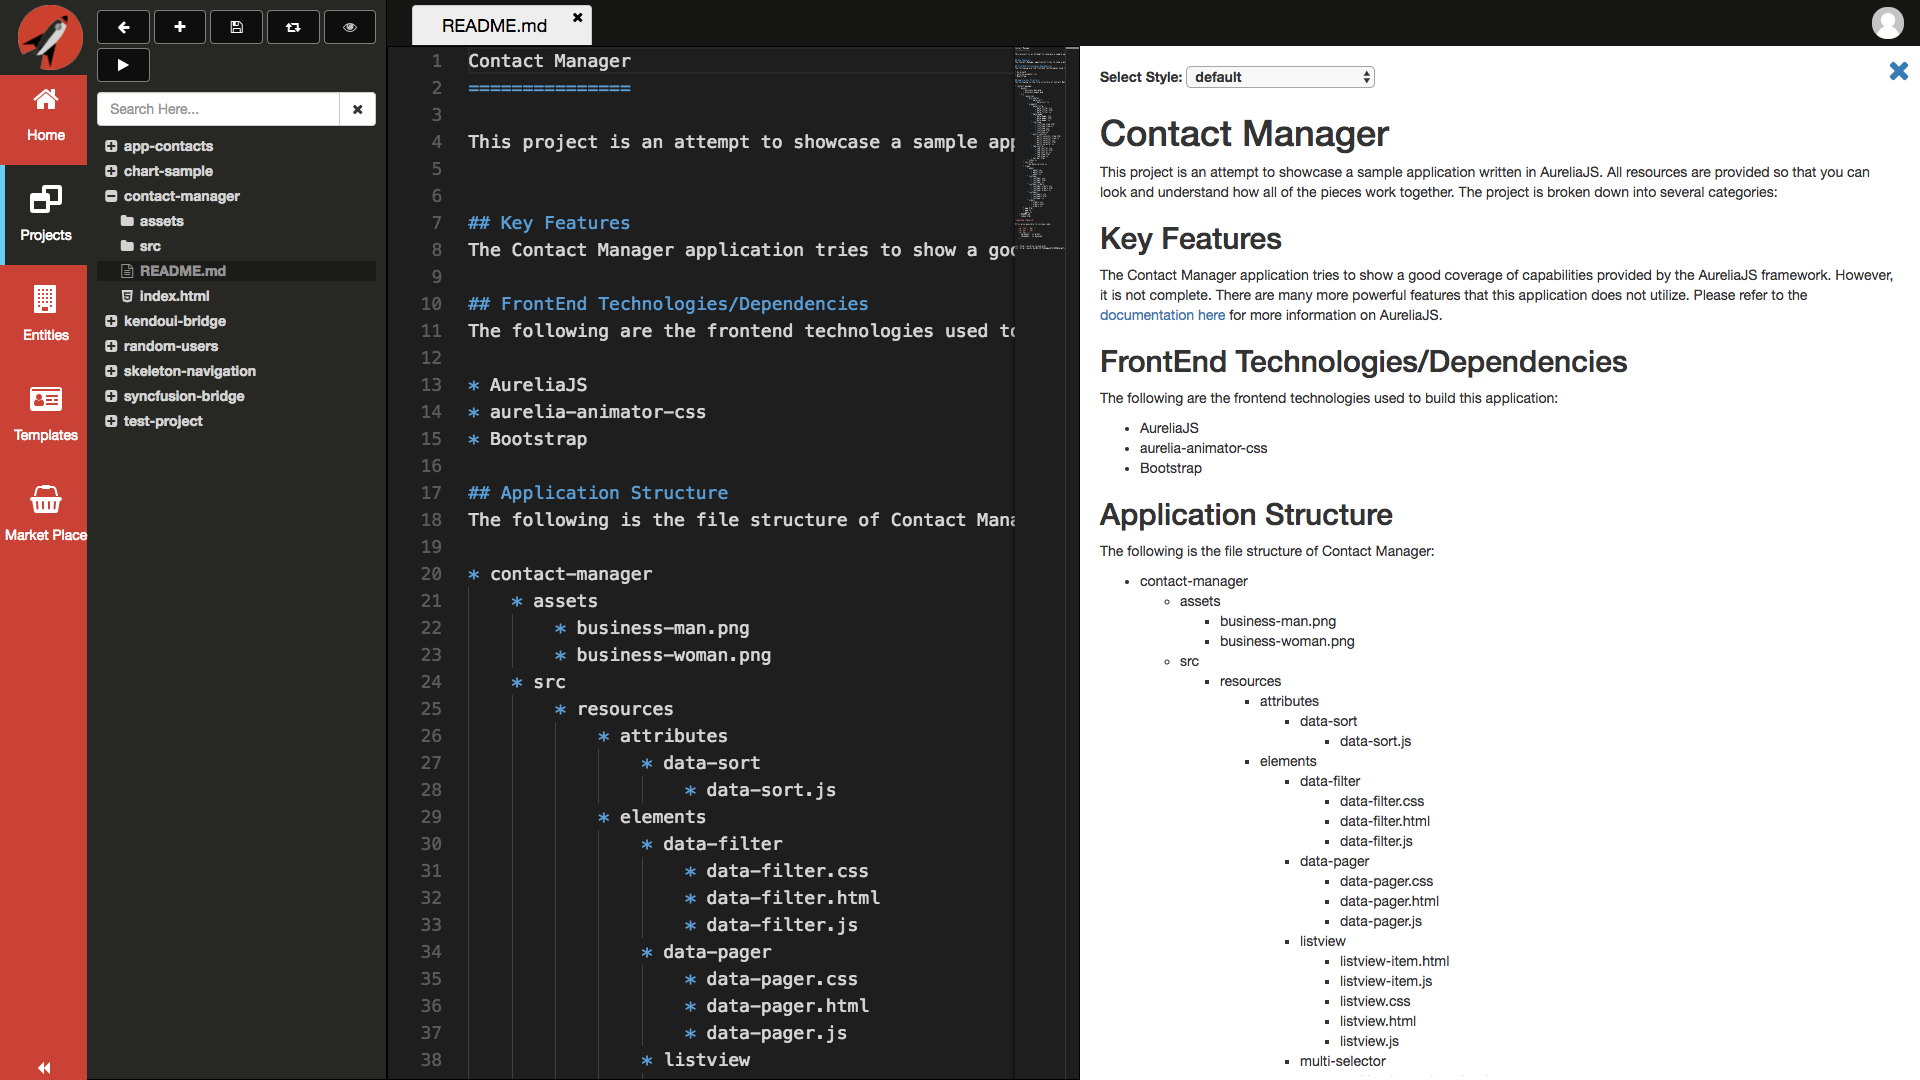 Home
Projects
Entities
Templates
Market Place
Search Here...
app-contacts
chart-sample
contact-manager
assets
src
README.md
index.html
kendoui-bridge
random-users
skeleton-navigation
syncfusion-bridge
test-project
README.md
1 Contact Manager
2 ===============
3
4 This project is an attempt to showcase a sample app
5
6
7 ## Key Features
8 The Contact Manager application tries to show a goo
9
10 ## FrontEnd Technologies/Dependencies
11 The following are the frontend technologies used to
12
13 * AureliaJS
14 * aurelia-animator-css
15 * Bootstrap
16
17 ## Application Structure
18 The following is the file structure of Contact Mana
19
20 * contact-manager
21 * assets
22 * business-man.png
23 * business-woman.png
24 * src
25 * resources
26 * attributes
27 * data-sort
28 * data-sort.js
29 * elements
30 * data-filter
31 * data-filter.css
32 * data-filter.html
33 * data-filter.js
34 * data-pager
35 * data-pager.css
36 * data-pager.html
37 * data-pager.js
38 * listview
Select Style: default
Contact Manager
This project is an attempt to showcase a sample application written in AureliaJS. All resources are provided so that you can
look and understand how all of the pieces work together. The project is broken down into several categories:
Key Features
The Contact Manager application tries to show a good coverage of capabilities provided by the AureliaJS framework. However,
it is not complete. There are many more powerful features that this application does not utilize. Please refer to the
documentation here for more information on AureliaJS.
FrontEnd Technologies/Dependencies
The following are the frontend technologies used to build this application:
• AureliaJS
• aurelia-animator-css
• Bootstrap
Application Structure
The following is the file structure of Contact Manager:
• contact-manager
◦ assets
▪ business-man.png
▪ business-woman.png
◦ src
▪ resources
▪ attributes
▪ data-sort
▪ data-sort.js
▪ elements
▪ data-filter
▪ data-filter.css
▪ data-filter.html
▪ data-filter.js
▪ data-pager
▪ data-pager.css
▪ data-pager.html
▪ data-pager.js
▪ listview
▪ listview-item.html
▪ listview-item.js
▪ listview.css
▪ listview.html
▪ listview.js
▪ multi-selector